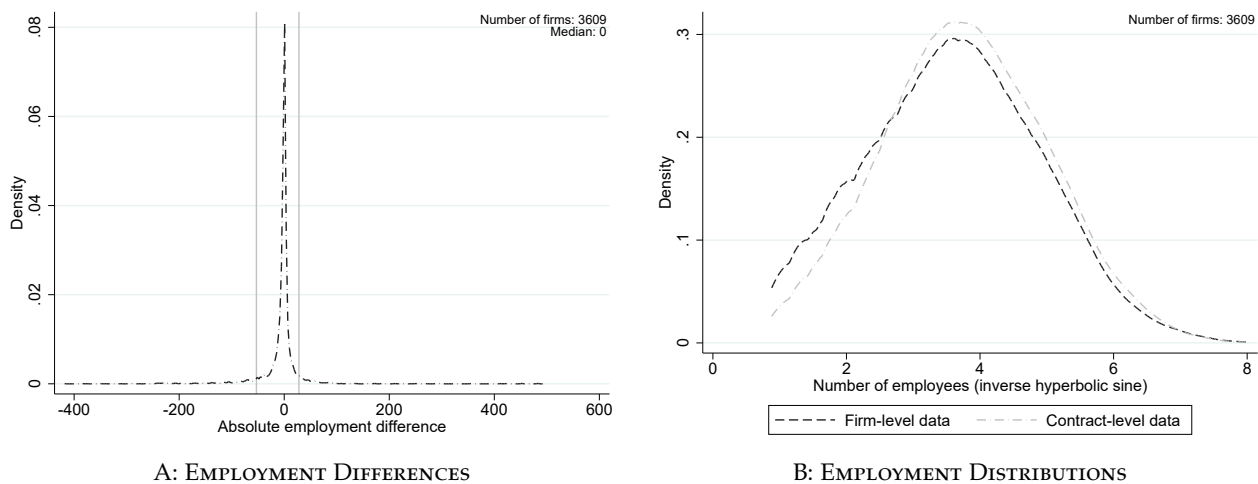 Number of firms: 3609
Median: 0
.08
.06
.04
.02
0
Density
-400 -200 0 200 400 600
Absolute employment difference
A: Employment Differences
Number of firms: 3609
.3
.2
.1
0
Density
0 2 4 6 8
Number of employees (inverse hyperbolic sine)
Firm-level data Contract-level data
B: Employment Distributions